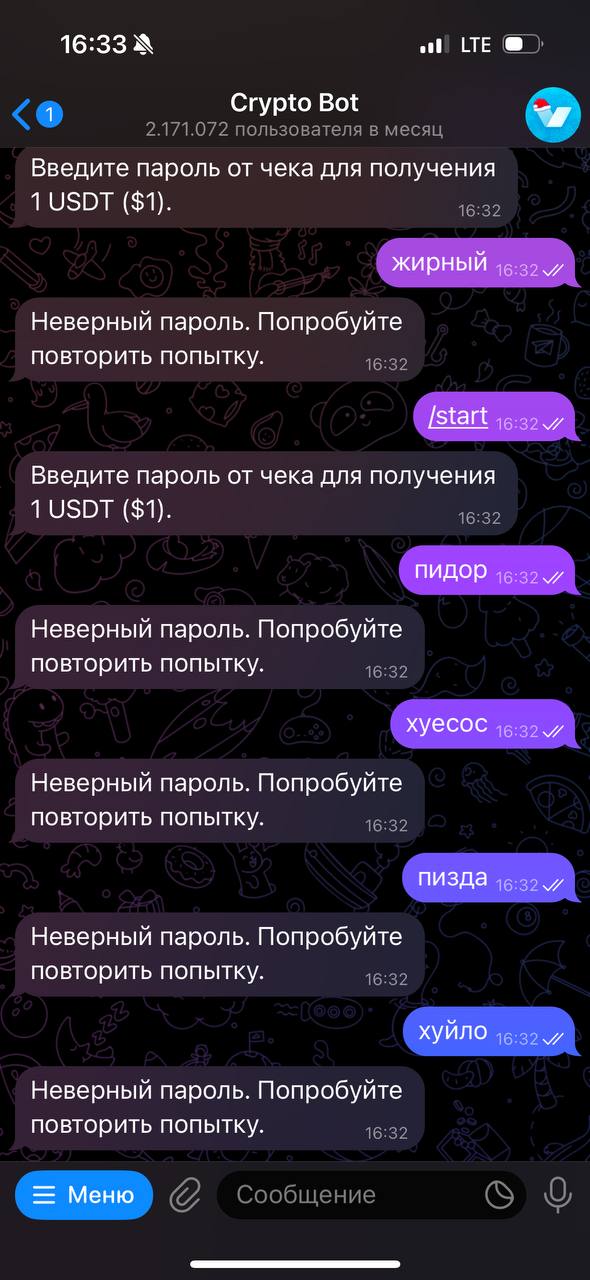 16:33
LTE
1
Crypto Bot
2.171.072 пользователя в месяц
Введите пароль от чека для получения
1 USDT ($1).
16:32
жирный 16:32
Неверный пароль. Попробуйте
повторить попытку.
16:32
/start 16:32
Введите пароль от чека для получения
1 USDT ($1).
16:32
пидор 16:32
Неверный пароль. Попробуйте
повторить попытку.
16:32
хуесос 16:32
Неверный пароль. Попробуйте
повторить попытку.
16:32
пизда 16:32
Неверный пароль. Попробуйте
повторить попытку.
16:32
хуйло 16:32
Неверный пароль. Попробуйте
повторить попытку.
16:32
Меню
Сообщение